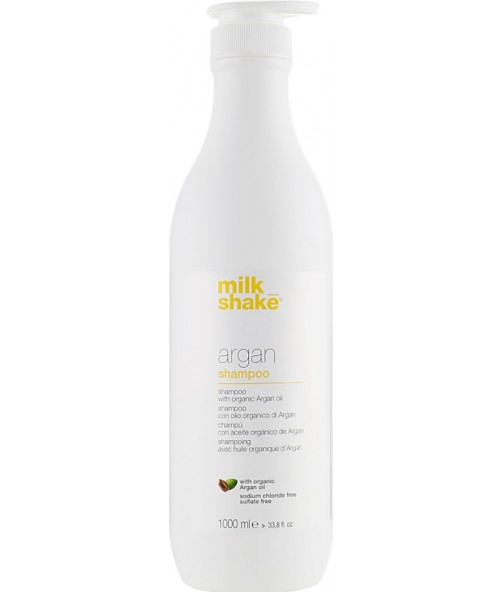 milk
shake®
argan
shampoo
shampoo
with organic Argan oil
shampoo
con olio organico di Argan
champú
con aceite orgánico de Argan
shampoing
avec huile organique d'Argan
with organic
Argan oil
sodium chloride free
sulfate free
1000 ml e > 33.8 fl. oz.